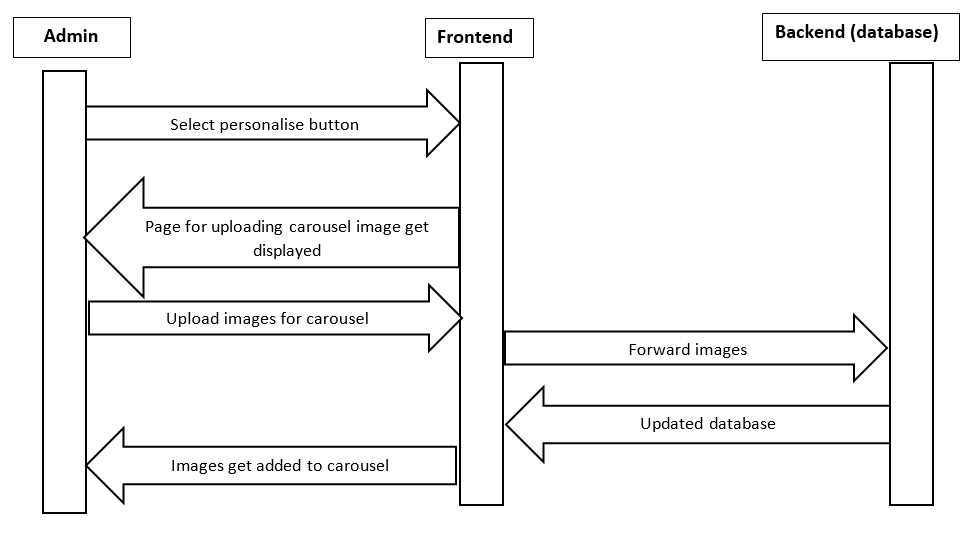 Admin
Frontend
Backend (database)
Select personalise button
Page for uploading carousel image get
displayed
Upload images for carousel
Forward images
Updated database
Images get added to carousel